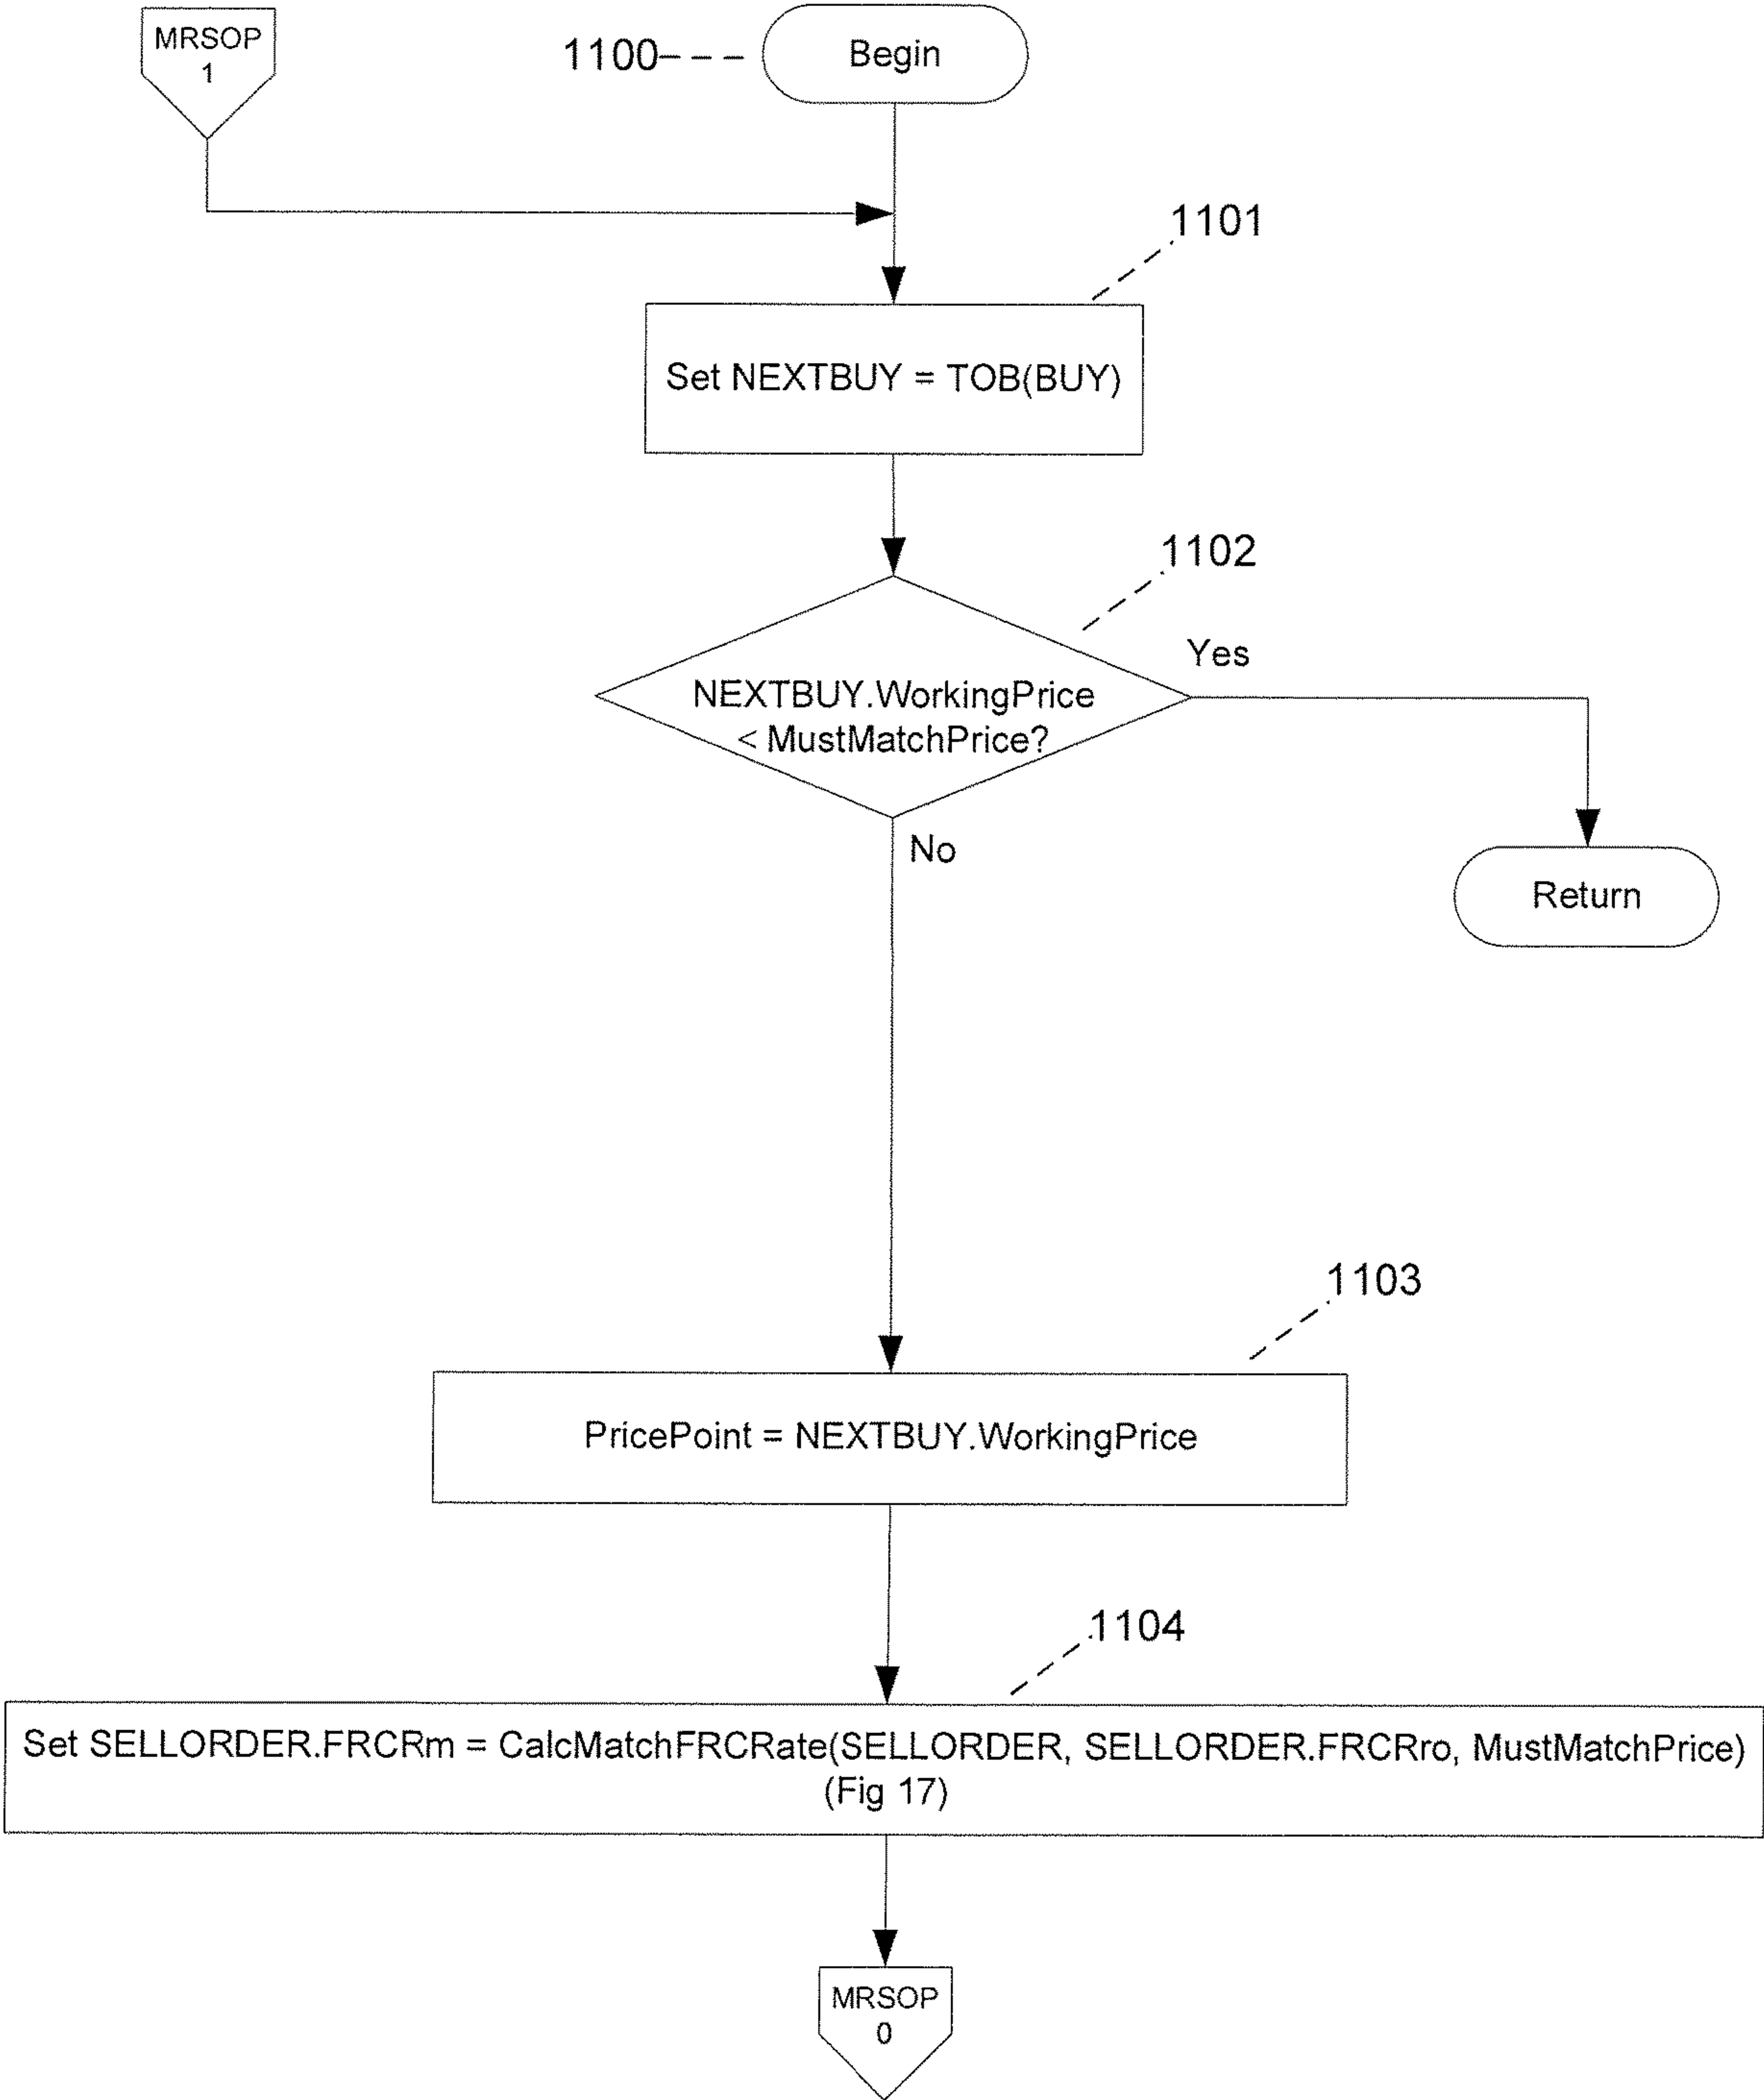 MRSOP
1
1100
Begin
1101
Set NEXTBUY = TOB(BUY)
1102
NEXTBUY.WorkingPrice
< MustMatchPrice?
Yes
No
Return
1103
PricePoint = NEXTBUY.WorkingPrice
1104
Set SELLORDER.FRCRm = CalcMatchFRCRate(SELLORDER, SELLORDER.FRCRro, MustMatchPrice)
(Fig 17)
MRSOP
0